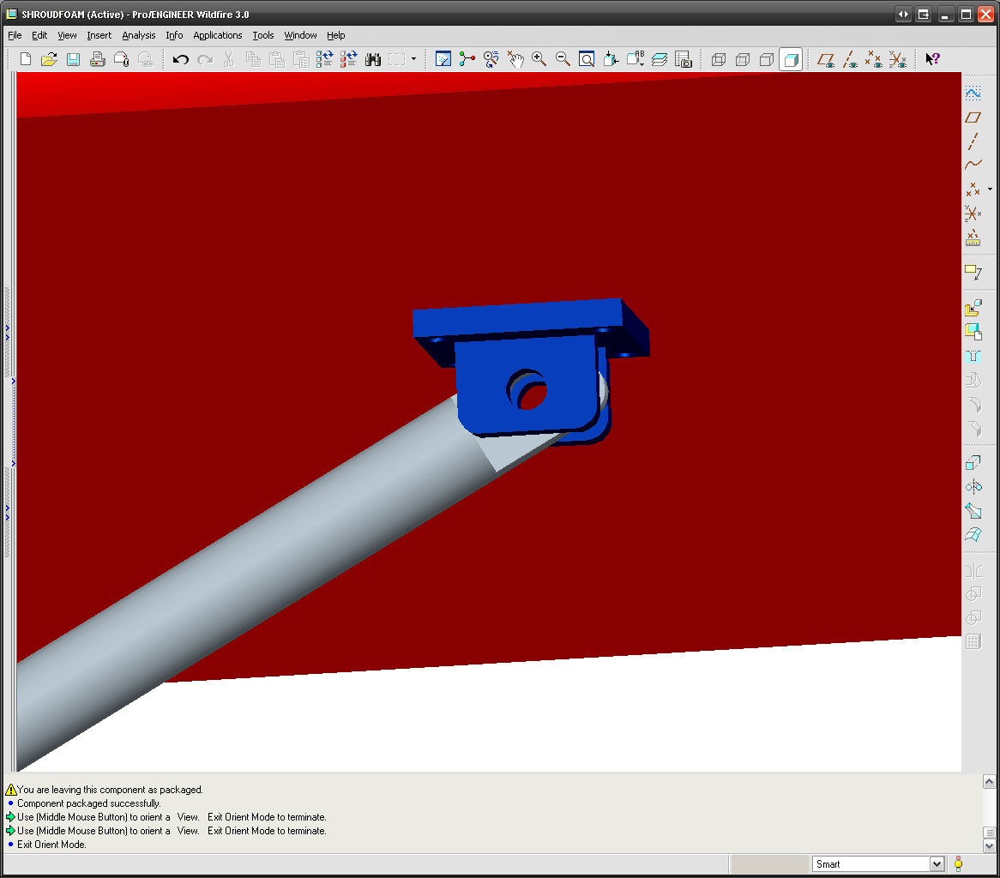 SHROUDFOAM (Active) - Pro/ENGINEER Wildfire 3.0
File Edit View Insert Analysis Info Applications Tools Window Help
You are leaving this component as packaged.
Component packaged successfully.
Use (Middle Mouse Button) to orient a View. Exit Orient Mode to terminate.
Use (Middle Mouse Button) to orient a View. Exit Orient Mode to terminate.
Exit Orient Mode.
Smart